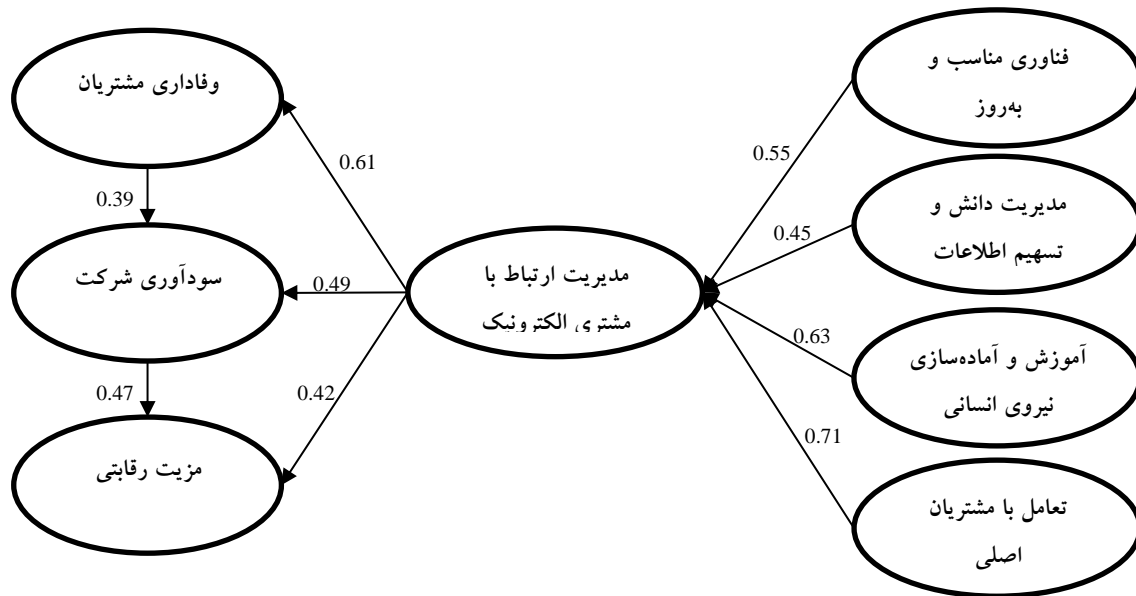 فناوری مناسب و
به‌روز
مدیریت دانش و
تسهیم اطلاعات
آموزش و آماده‌سازی
نیروی انسانی
تعامل با مشتریان
اصلی
0.55
0.45
0.63
0.71
مدیریت ارتباط با
مشتری الکترونیک
0.61
0.49
0.42
وفاداری مشتریان
0.39
سودآوری شرکت
0.47
مزیت رقابتی